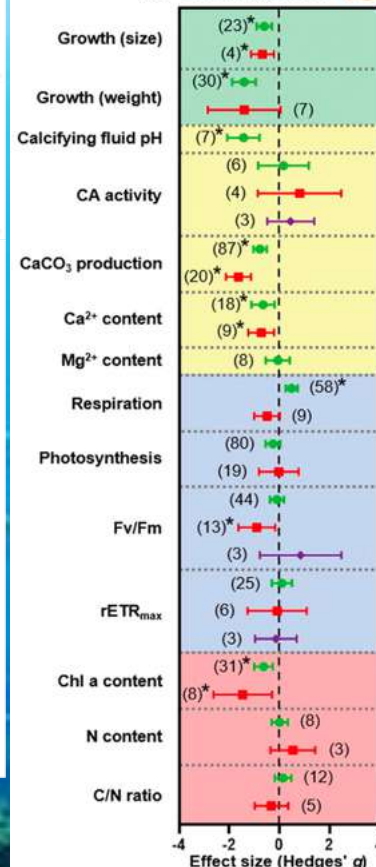 (23)*
Growth (size)
(4)*
(30)*
Growth (weight)
(7)
Calcifying fluid pH (7)*
(6)
CA activity (4)
(3)
(87)*
CaCO₃ production
(20)*
(18)*
Ca²⁺ content
(9)*
Mg²⁺ content (8)
(58)*
Respiration
(9)
(80)
Photosynthesis
(19)
(44)
Fv/Fm (13)*
(3)
(25)
rETRmax (6)
(3)
(31)*
Chl a content
(8)*
(8)
N content
(3)
(12)
C/N ratio
(5)
-4 -2 0 2
Effect size (Hedges' g)